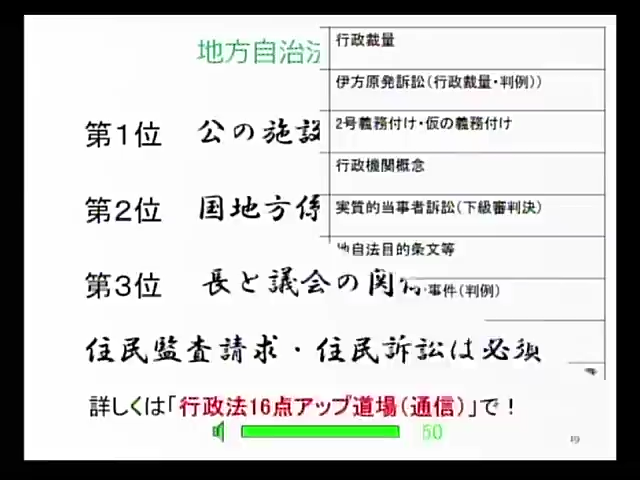 地方自治法
行政裁量
伊方原発訴訟(行政裁量・判例))
第1位 公の施設
2号義務付け・仮の義務付け
行政機関概念
第2位 国地方係
実質的当事者訴訟(下級審判決)
地自法目的条文等
第3位 長と議会の関
事件(判例)
住民監査請求・住民訴訟は必須
詳しくは「行政法16点アップ道場(通信)」で!
50
19